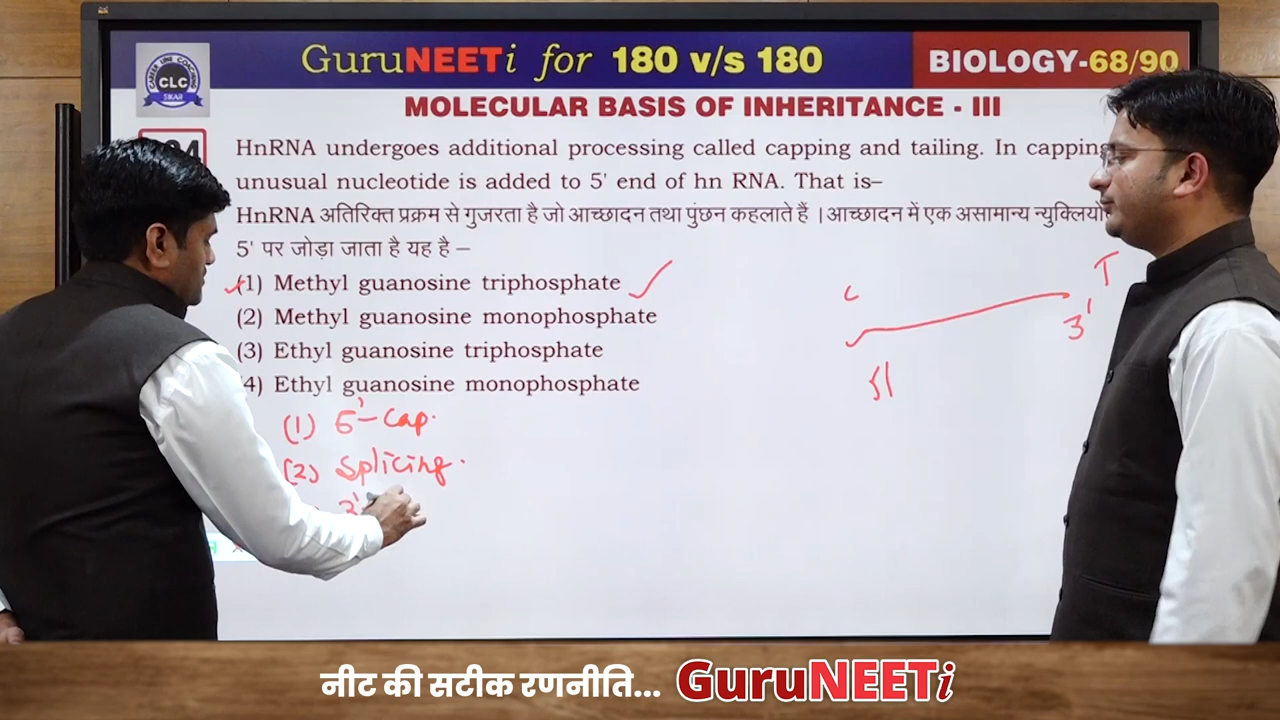 GuruNEETi for 180 v/s 180
BIOLOGY-68/90
CLC
SIKAR
MOLECULAR BASIS OF INHERITANCE - III
HnRNA undergoes additional processing called capping and tailing. In capping
unusual nucleotide is added to 5' end of hn RNA. That is–
HnRNA अतिरिक्त प्रक्रम से गुजरता है जो आच्छादन तथा पुंछन कहलाते हैं । आच्छादन में एक असामान्य
5' पर जोड़ा जाता है यह है –
(1) Methyl guanosine triphosphate
(2) Methyl guanosine monophosphate
(3) Ethyl guanosine triphosphate
(4) Ethyl guanosine monophosphate
T
3'
(1) 5'-Cap.
(2) Splicing.
3'
नीट की सटीक रणनीति... GuruNEETi